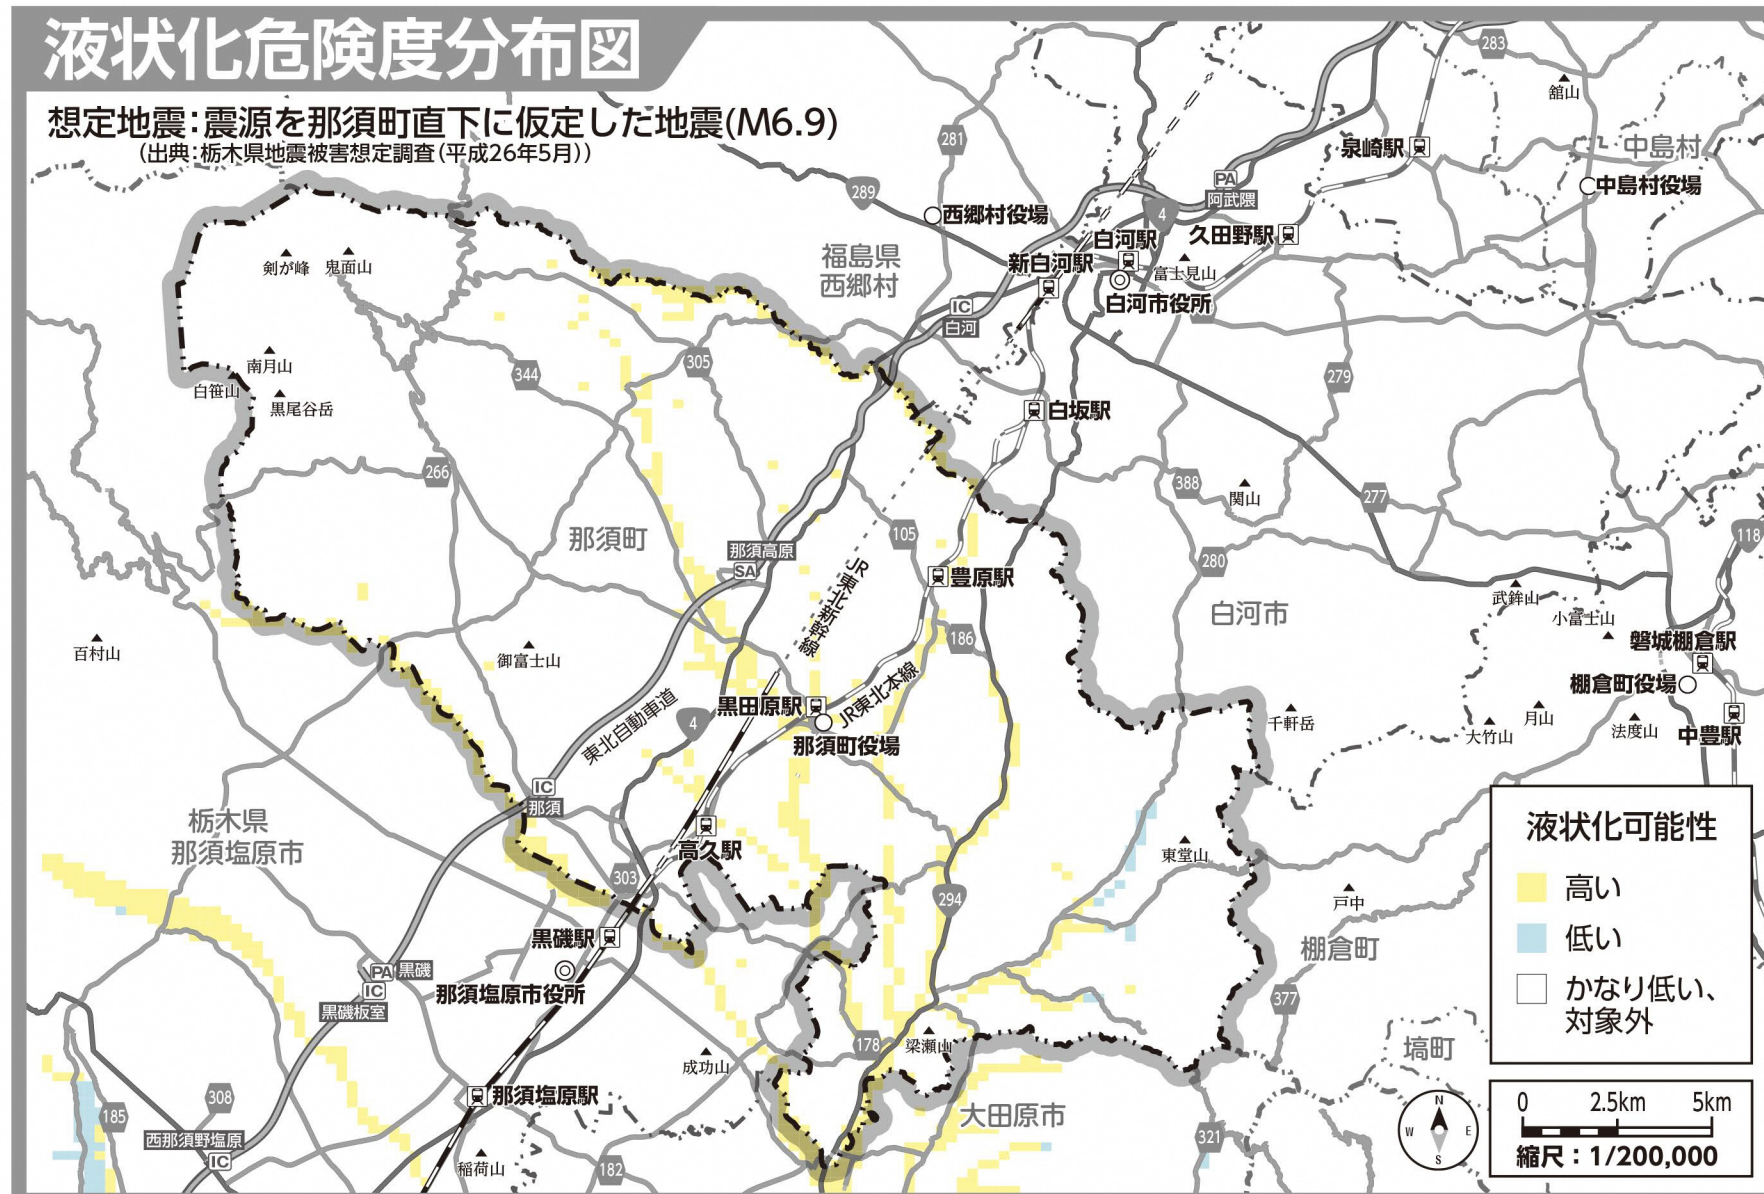 液状化危険度分布図
想定地震：震源を那須町直下に仮定した地震(M6.9)
(出典：栃木県地震被害想定調査(平成26年5月))
283
舘山
281
泉崎駅
中島村
289
PA
阿武隈
中島村役場
西郷村役場
4
白河駅
久田野駅
福島県
西郷村
剣が峰
鬼面山
新白河駅
富士見山
白河市役所
IC
白河
南月山
白笹山
黒尾谷岳
344
305
279
白坂駅
266
388
関山
277
那須町
105
118
那須高原
SA
280
JR東北新幹線
豊原駅
武鉾山
白河市
小富士山
百村山
御富士山
186
磐城棚倉駅
棚倉町役場
東北自動車道
4
黒田原駅
JR東北本線
那須町役場
千軒岳
月山
大竹山
法度山
中豊駅
IC
那須
栃木県
那須塩原市
高久駅
東堂山
303
294
戸中
黒磯駅
棚倉町
PA
黒磯
IC
黒磯板室
那須塩原市役所
377
178
梁瀬山
塙町
成功山
308
185
那須塩原駅
大田原市
西那須野塩原
IC
稲荷山
182
321
液状化可能性
高い
低い
かなり低い、
対象外
N
W
E
S
0 2.5km 5km
縮尺：1/200,000